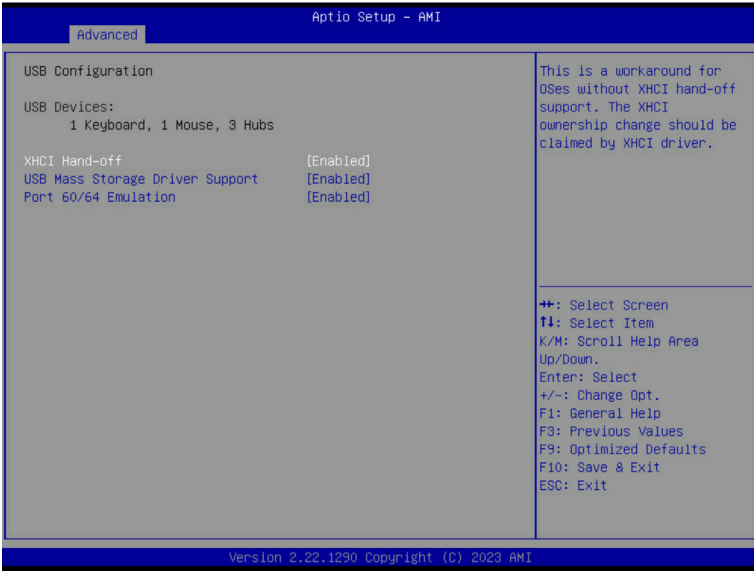 Aptio Setup – AMI
Advanced
USB Configuration
USB Devices:
1 Keyboard, 1 Mouse, 3 Hubs
XHCI Hand-off [Enabled]
USB Mass Storage Driver Support [Enabled]
Port 60/64 Emulation [Enabled]
This is a workaround for
OSes without XHCI hand-off
support. The XHCI
ownership change should be
claimed by XHCI driver.
→←: Select Screen
↑↓: Select Item
K/M: Scroll Help Area
Up/Down.
Enter: Select
+/-: Change Opt.
F1: General Help
F3: Previous Values
F9: Optimized Defaults
F10: Save & Exit
ESC: Exit
Version 2.22.1290 Copyright (C) 2023 AMI